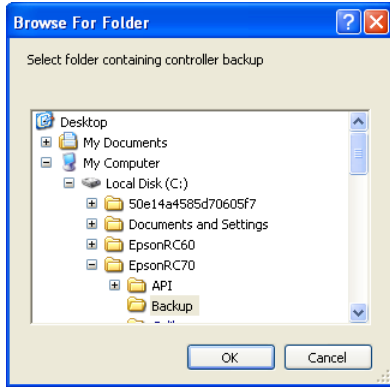 Browse For Folder
Select folder containing controller backup
Desktop
My Documents
My Computer
Local Disk (C:)
50e14a4585d70605f7
Documents and Settings
EpsonRC60
EpsonRC70
API
Backup
OK
Cancel